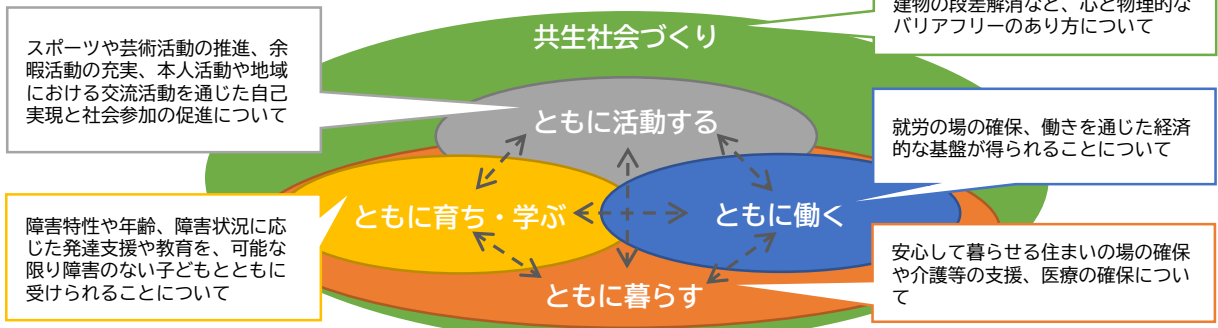 建物の段差解消など、心と物理的な
バリアフリーのあり方について
共生社会づくり
スポーツや芸術活動の推進、余
暇活動の充実、本人活動や地域
における交流活動を通じた自己
実現と社会参加の促進について
ともに活動する
就労の場の確保、働きを通じた経済
的な基盤が得られることについて
障害特性や年齢、障害状況に応
じた発達支援や教育を、可能な
限り障害のない子どもとともに
受けられることについて
ともに育ち・学ぶ
ともに働く
安心して暮らせる住まいの場の確保
や介護等の支援、医療の確保につい
て
ともに暮らす